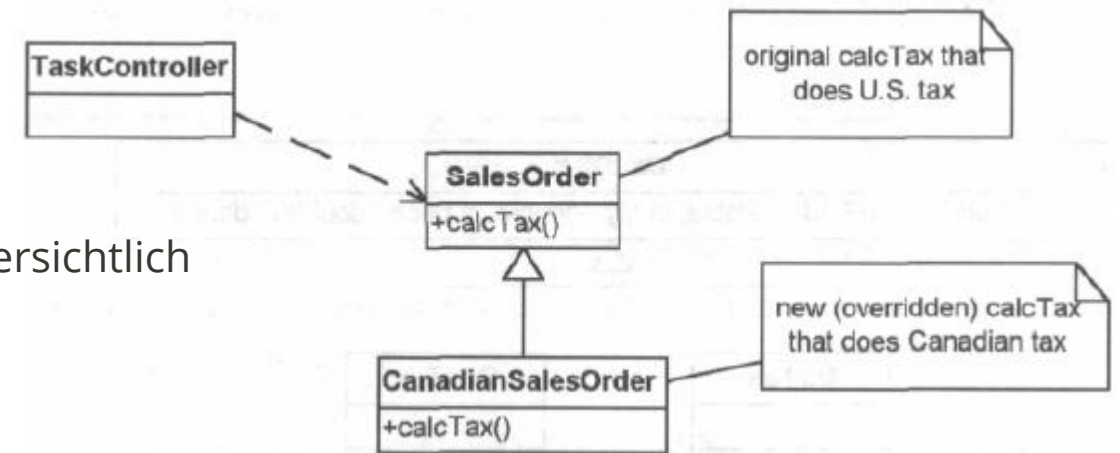 TaskController
original calcTax that
does U.S. tax
SalesOrder
+calcTax()
ersichtlich
new (overridden) calcTax
that does Canadian tax
CanadianSalesOrder
+calcTax()